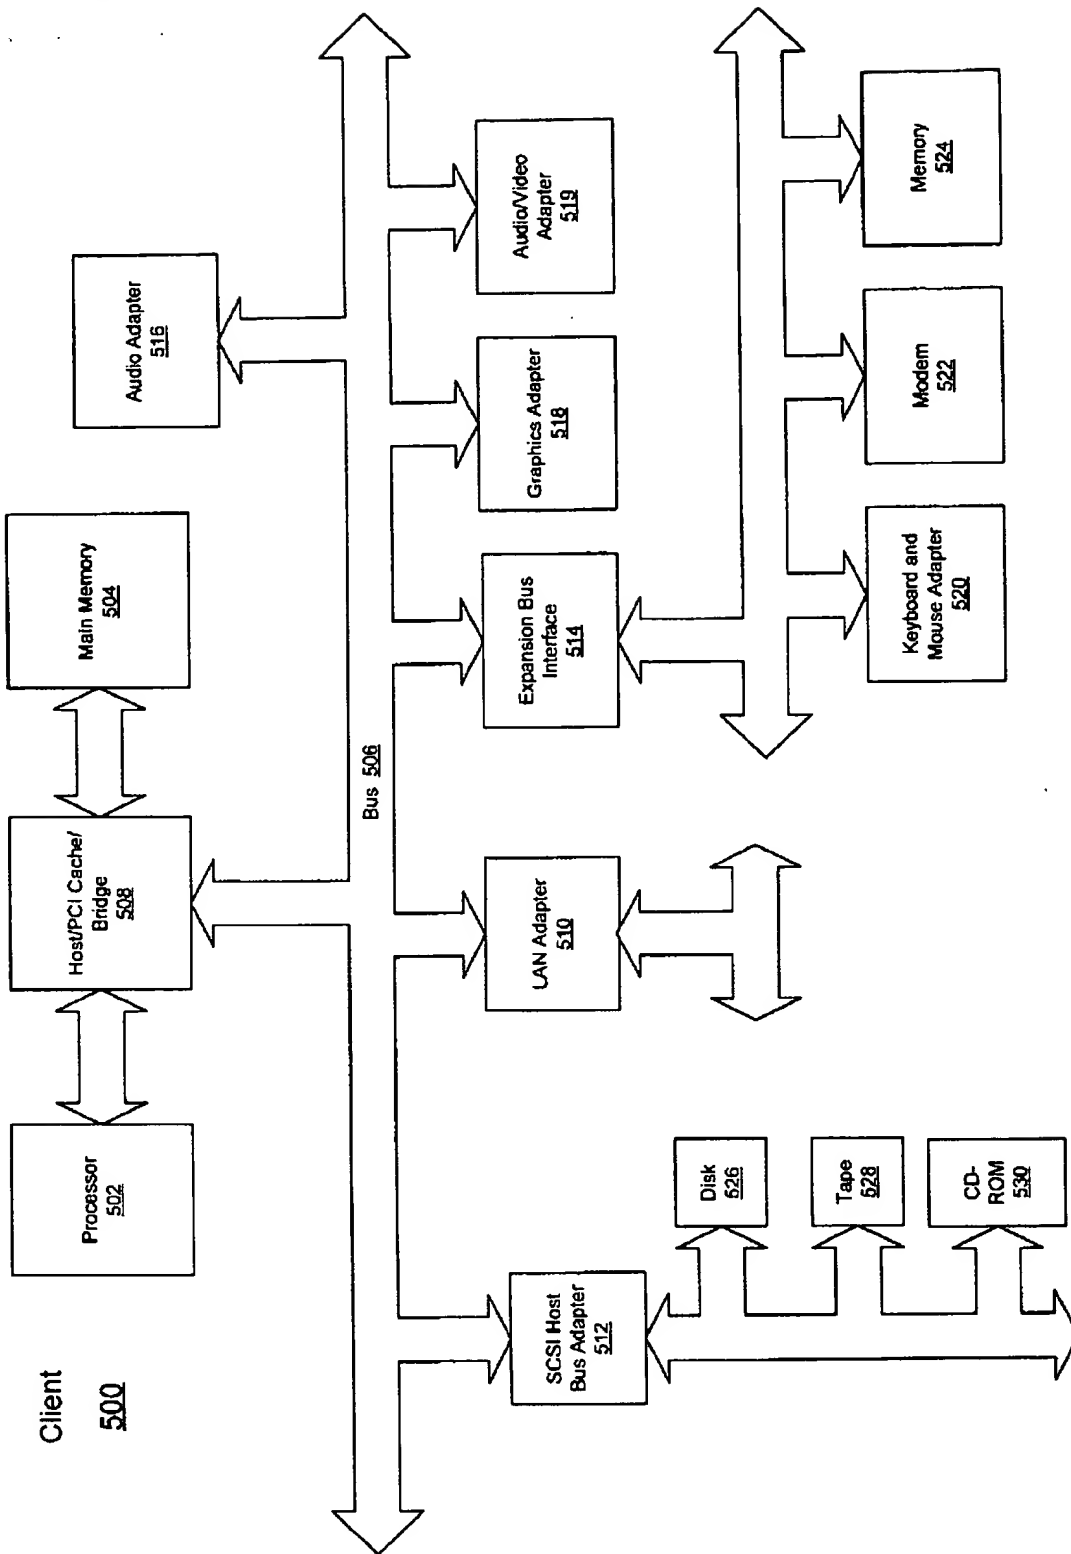 Client
500
Processor
502
Host/PCI Cache/
Bridge
508
Main Memory
504
Audio Adapter
516
Bus 506
SCSI Host
Bus Adapter
512
LAN Adapter
510
Expansion Bus
Interface
514
Graphics Adapter
518
Audio/Video
Adapter
519
Disk
526
Tape
528
CD-
ROM
530
Keyboard and
Mouse Adapter
520
Modem
522
Memory
524